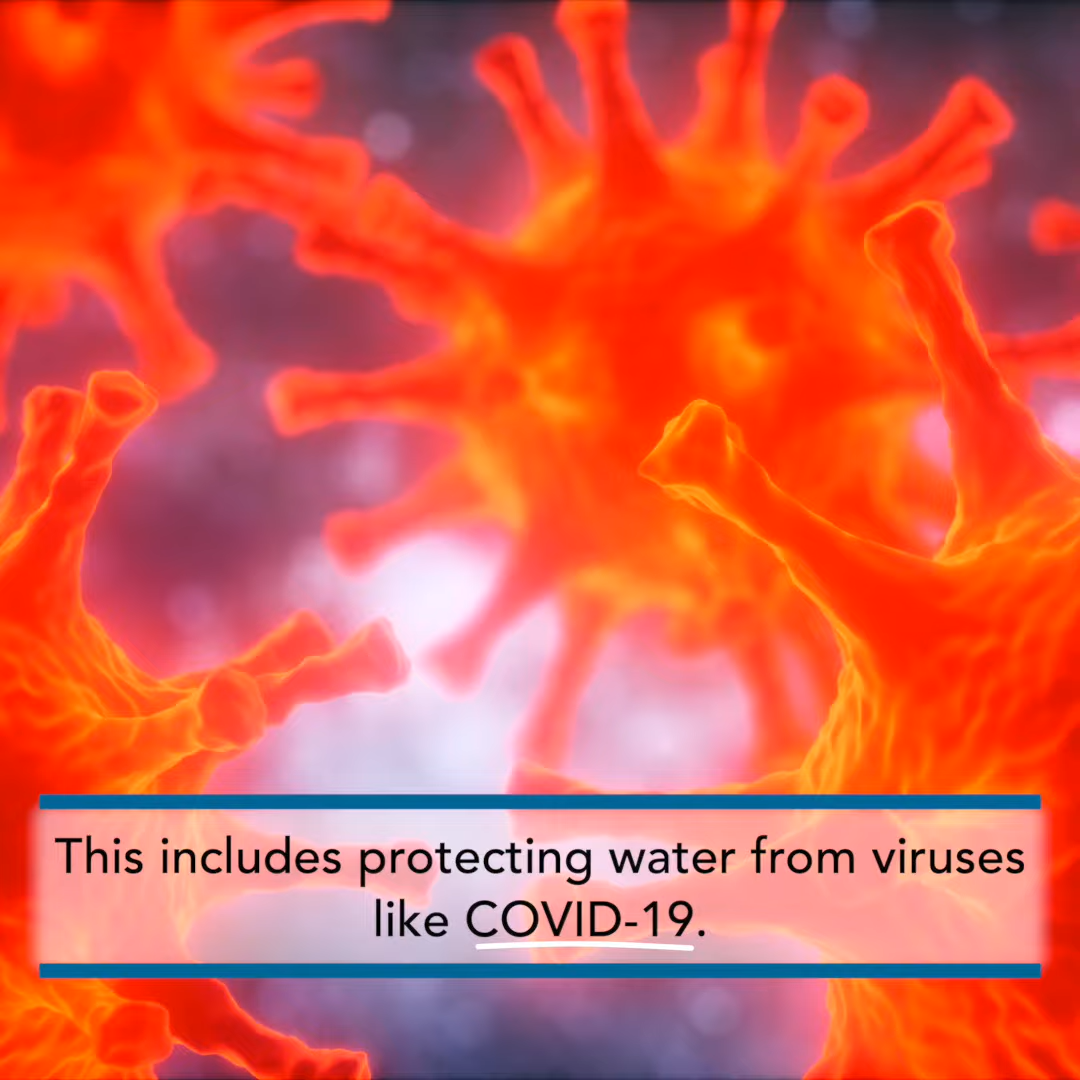 This includes protecting water from viruses
like COVID-19.